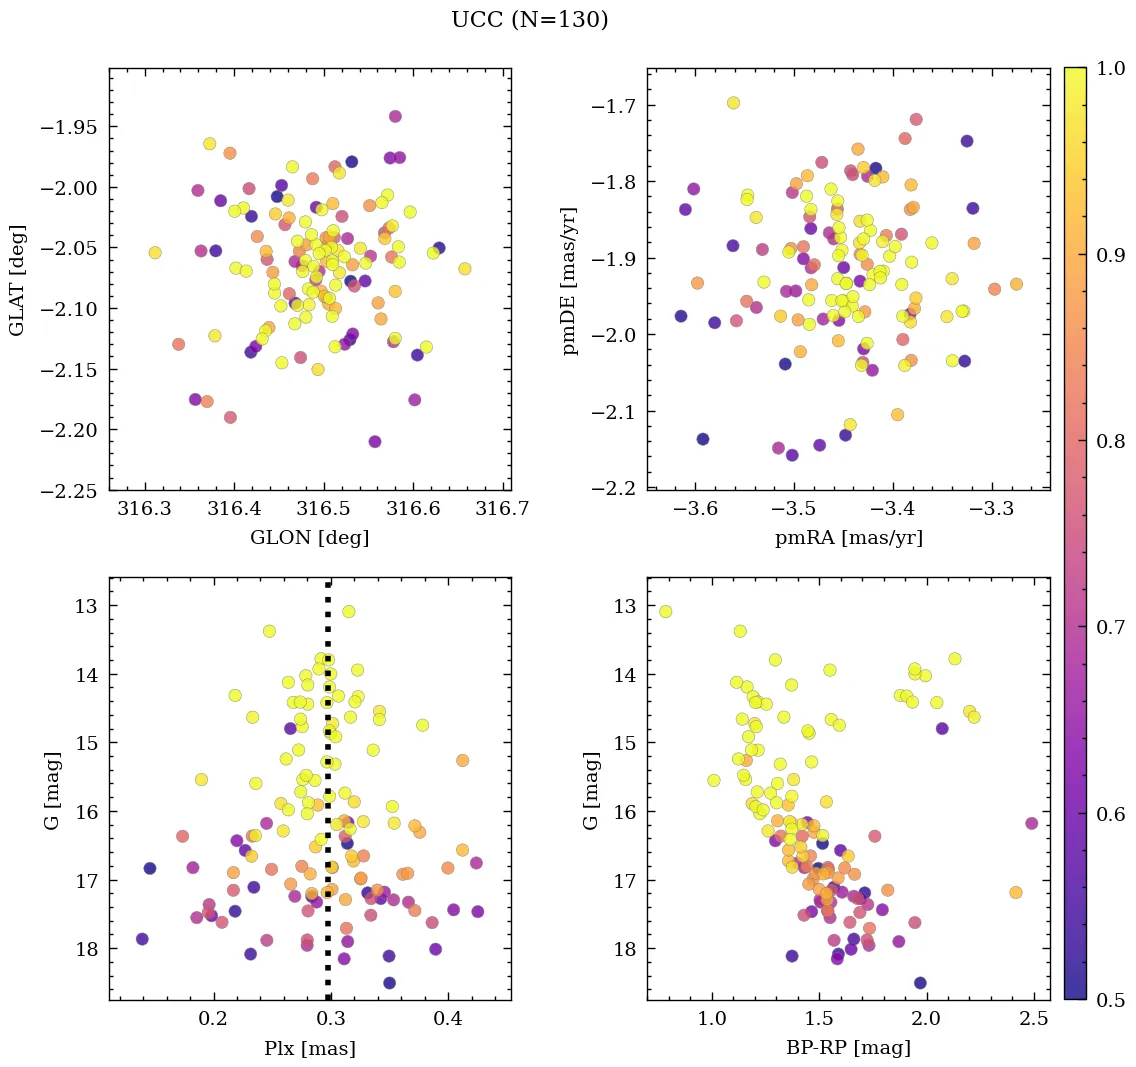 UCC (N=130)
−1.95
−2.00
−2.05
−2.10
−2.15
−2.20
−2.25
GLAT [deg]
316.3 316.4 316.5 316.6 316.7
GLON [deg]
−1.7
−1.8
−1.9
−2.0
−2.1
−2.2
pmDE [mas/yr]
−3.6 −3.5 −3.4 −3.3
pmRA [mas/yr]
13
14
15
16
17
18
G [mag]
0.2 0.3 0.4
Plx [mas]
13
14
15
16
17
18
G [mag]
1.0 1.5 2.0 2.5
BP-RP [mag]
1.0
0.9
0.8
0.7
0.6
0.5